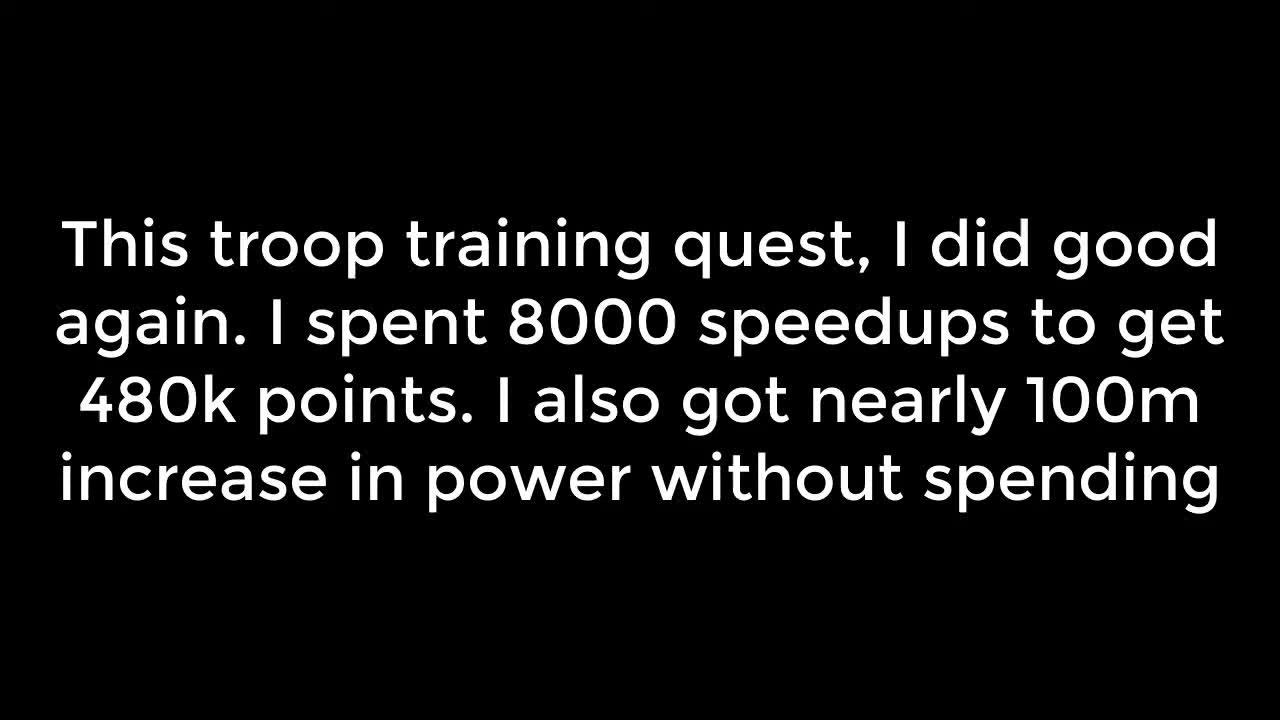 This troop training quest, I did good
again. I spent 8000 speedups to get
480k points. I also got nearly 100m
increase in power without spending